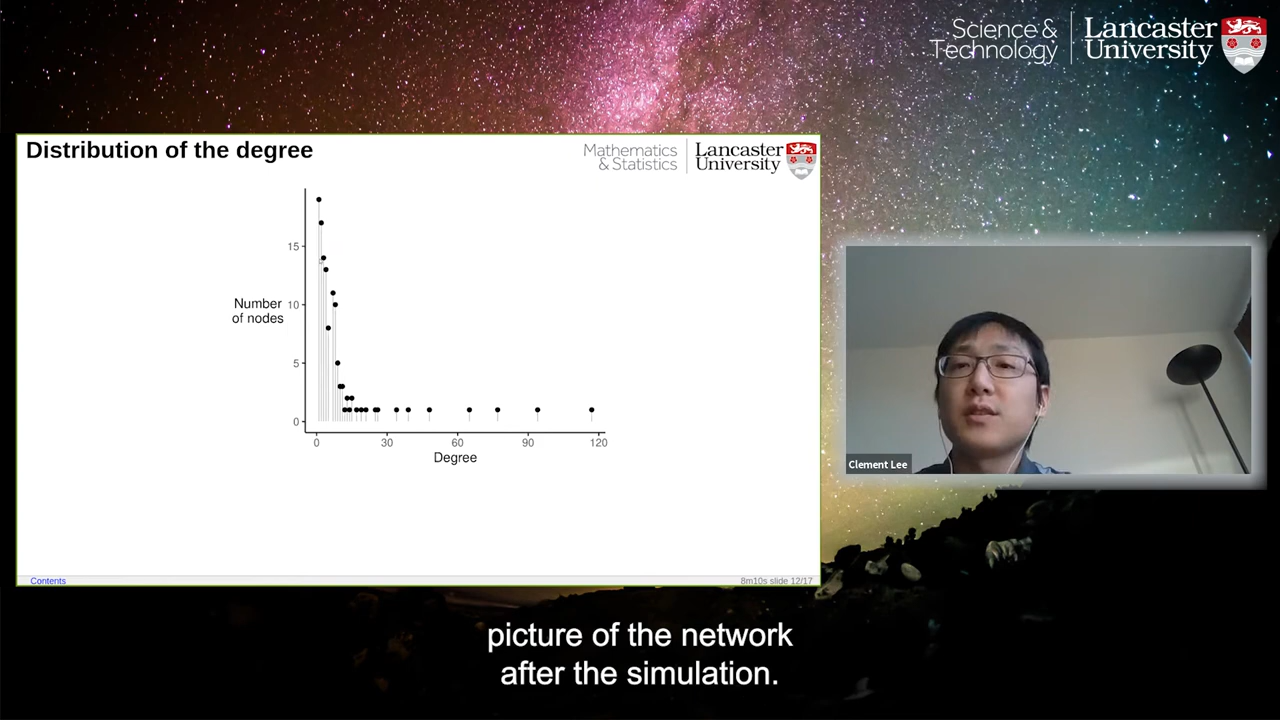 Science &
Technology
Lancaster
University
Distribution of the degree
Mathematics
& Statistics
Lancaster
University
15
10
5
0
Number
of nodes
0 30 60 90 120
Degree
Clement Lee
Contents
8m10s slide 12/17
picture of the network
after the simulation.